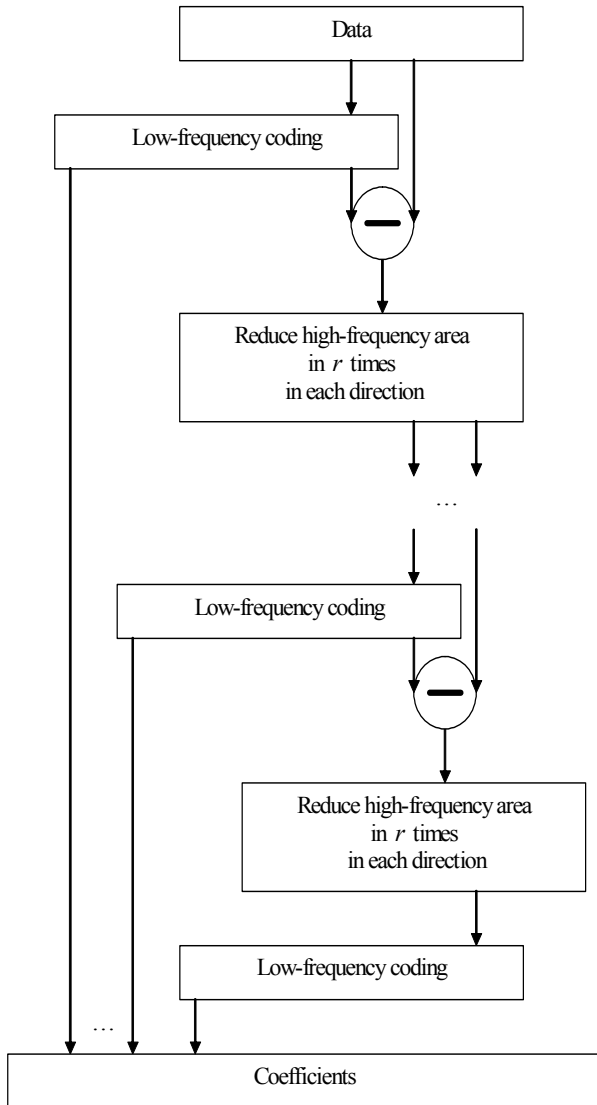 Data
Low-frequency coding
Reduce high-frequency area
in r times
in each direction
...
Low-frequency coding
Reduce high-frequency area
in r times
in each direction
Low-frequency coding
...
Coefficients